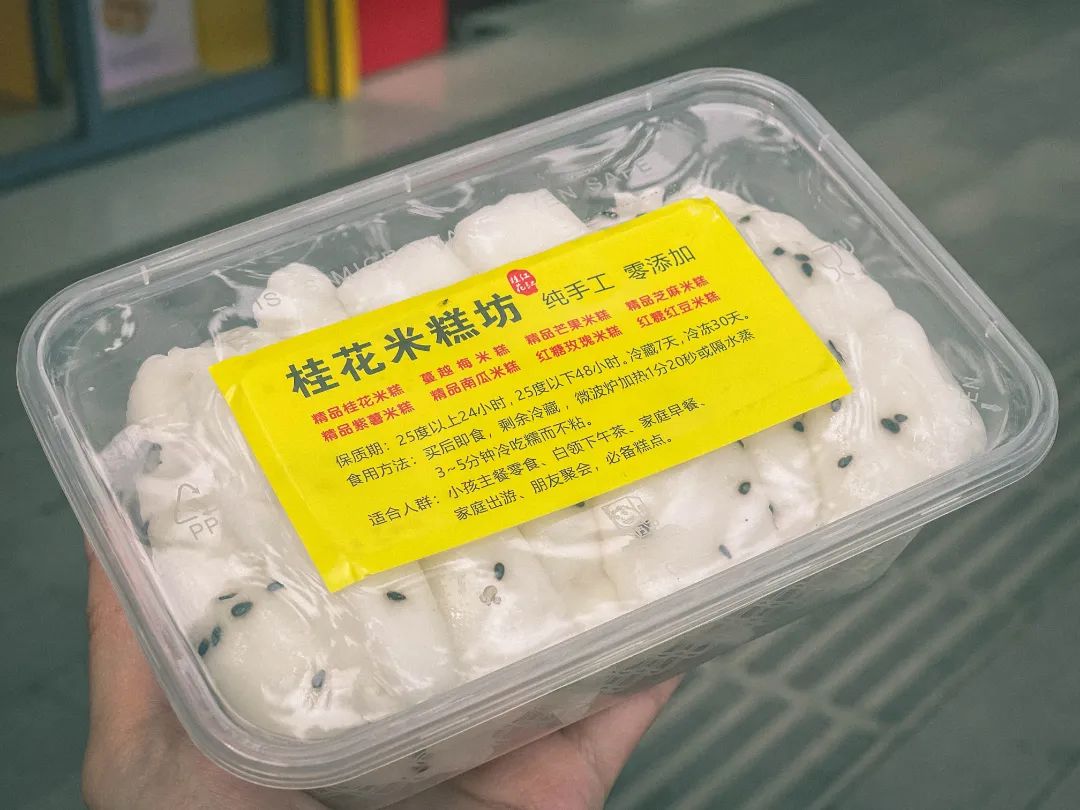 桂花米糕坊
纯手工 零添加
精品桂花米糕 蔓越梅米糕 精品芒果米糕 精品芝麻米糕
精品紫薯米糕 精品南瓜米糕 红糖玫瑰米糕 红糖红豆米糕
保质期：25度以上24小时，25度以下48小时。冷藏7天，冷冻30天。
食用方法：买后即食，剩余冷藏，微波炉加热1分20秒或隔水蒸
3~5分钟冷吃糯而不粘。
适合人群：小孩主餐零食、白领下午茶、家庭早餐、
家庭出游、朋友聚会，必备糕点。
PP